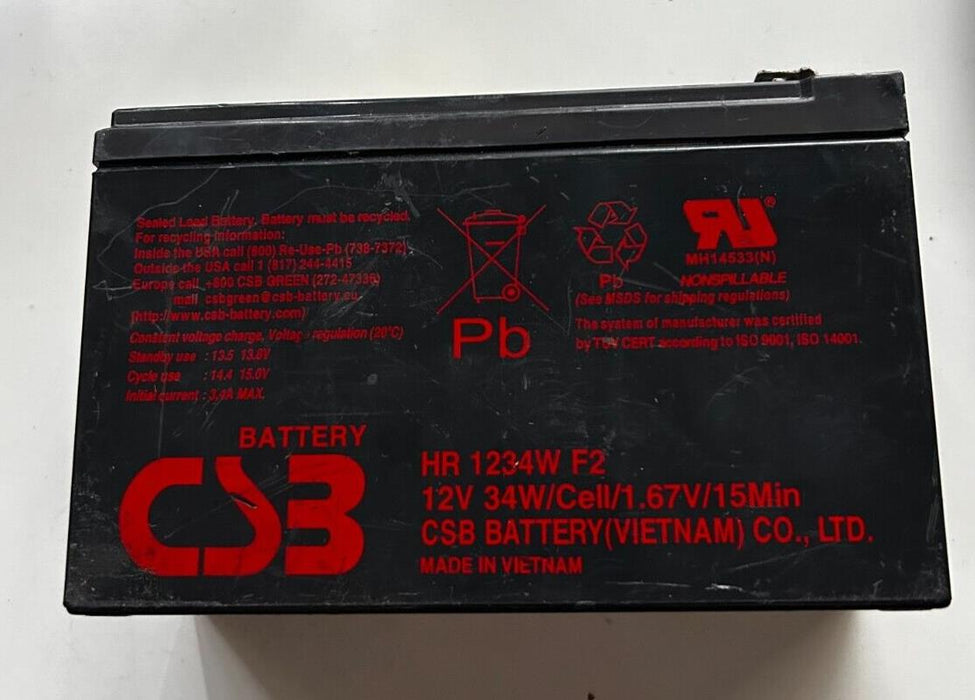 Sealed Lead Battery. Battery must be recycled.
For recycling information:
Inside the USA call (800) Re-Use-Pb (738-7372)
Outside the USA call 1 (817) 244-4415
Europe call +800 CSB GREEN (272-47336)
mail csbgreen@csb-battery.eu
[http://www.csb-battery.com]
Constant voltage charge, regulation (20°C)
Standby use : 13.5 13.8V
Cycle use : 14.4 15.0V
Initial current : 3.4A MAX.
Pb
Pb
RU®
MH14533(N)
NONSPILLABLE
(See MSDS for shipping regulations)
The system of manufacturer was certified
by TUV CERT according to ISO 9001, ISO 14001.
BATTERY
CSB
HR 1234W F2
12V 34W/Cell/1.67V/15Min
CSB BATTERY(VIETNAM) CO., LTD.
MADE IN VIETNAM